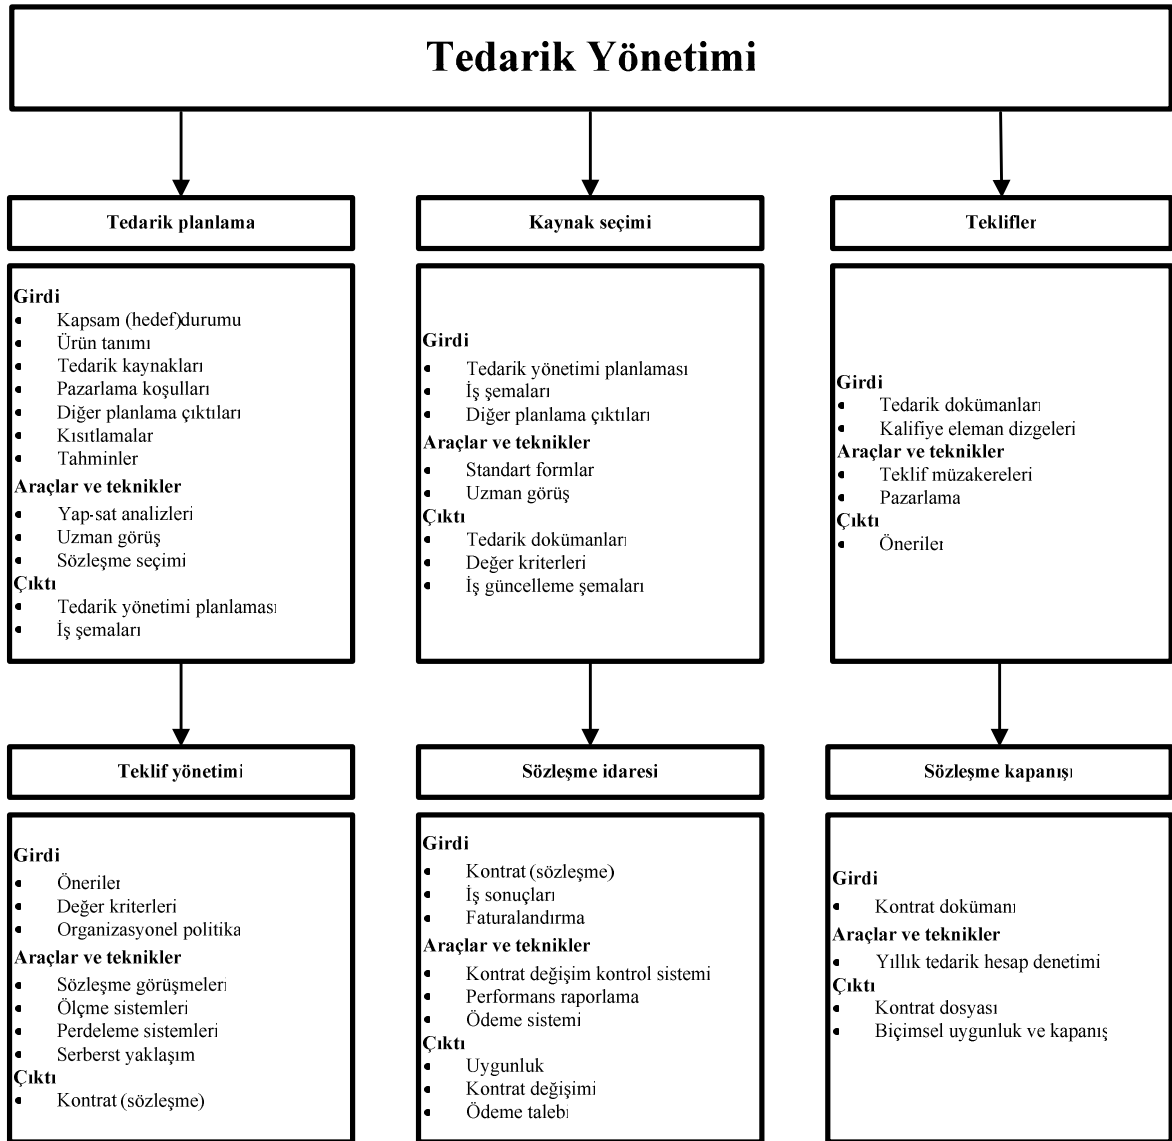 Tedarik Yönetimi
Tedarik planlama
Girdi
• Kapsam (hedef)durumu
• Ürün tanımı
• Tedarik kaynakları
• Pazarlama koşulları
• Diğer planlama çıktıları
• Kısıtlamalar
• Tahminler
Araçlar ve teknikler
• Yap-sat analizleri
• Uzman görüş
• Sözleşme seçimi
Çıktı
• Tedarik yönetimi planlaması
• İş şemaları
Kaynak seçimi
Girdi
• Tedarik yönetimi planlaması
• İş şemaları
• Diğer planlama çıktıları
Araçlar ve teknikler
• Standart formlar
• Uzman görüş
Çıktı
• Tedarik dokümanları
• Değer kriterleri
• İş güncelleme şemaları
Teklifler
Girdi
• Tedarik dokümanları
• Kalifiye eleman dizgeleri
Araçlar ve teknikler
• Teklif müzakereleri
• Pazarlama
Çıktı
• Öneriler
Teklif yönetimi
Girdi
• Öneriler
• Değer kriterleri
• Organizasyonel politika
Araçlar ve teknikler
• Sözleşme görüşmeleri
• Ölçme sistemleri
• Perdeleme sistemleri
• Serberst yaklaşım
Çıktı
• Kontrat (sözleşme)
Sözleşme idaresi
Girdi
• Kontrat (sözleşme)
• İş sonuçları
• Faturalandırma
Araçlar ve teknikler
• Kontrat değişim kontrol sistemi
• Performans raporlama
• Ödeme sistemi
Çıktı
• Uygunluk
• Kontrat değişimi
• Ödeme talebi
Sözleşme kapanışı
Girdi
• Kontrat dokümanı
Araçlar ve teknikler
• Yıllık tedarik hesap denetimi
Çıktı
• Kontrat dosyası
• Biçimsel uygunluk ve kapanış